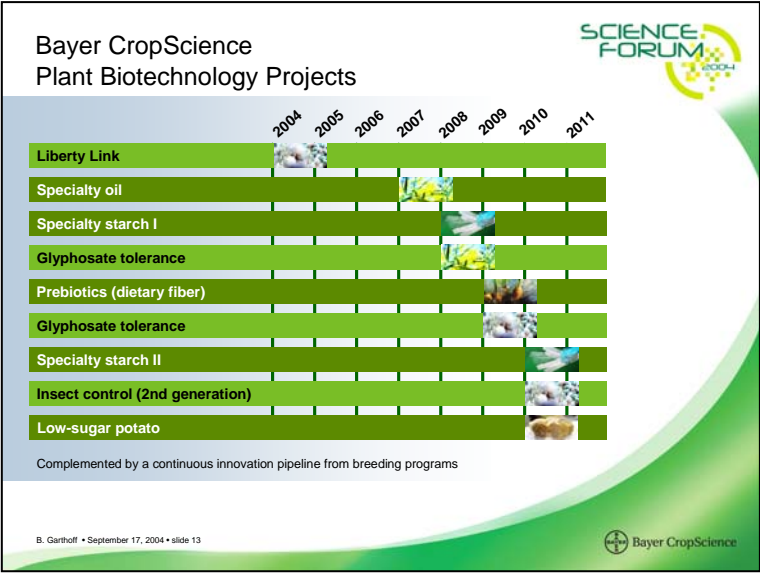 Bayer CropScience
Plant Biotechnology Projects
SCIENCE
FORUM
2004
2004 2005 2006 2007 2008 2009 2010 2011
Liberty Link
Specialty oil
Specialty starch I
Glyphosate tolerance
Prebiotics (dietary fiber)
Glyphosate tolerance
Specialty starch II
Insect control (2nd generation)
Low-sugar potato
Complemented by a continuous innovation pipeline from breeding programs
B. Garthoff • September 17, 2004 • slide 13
Bayer CropScience